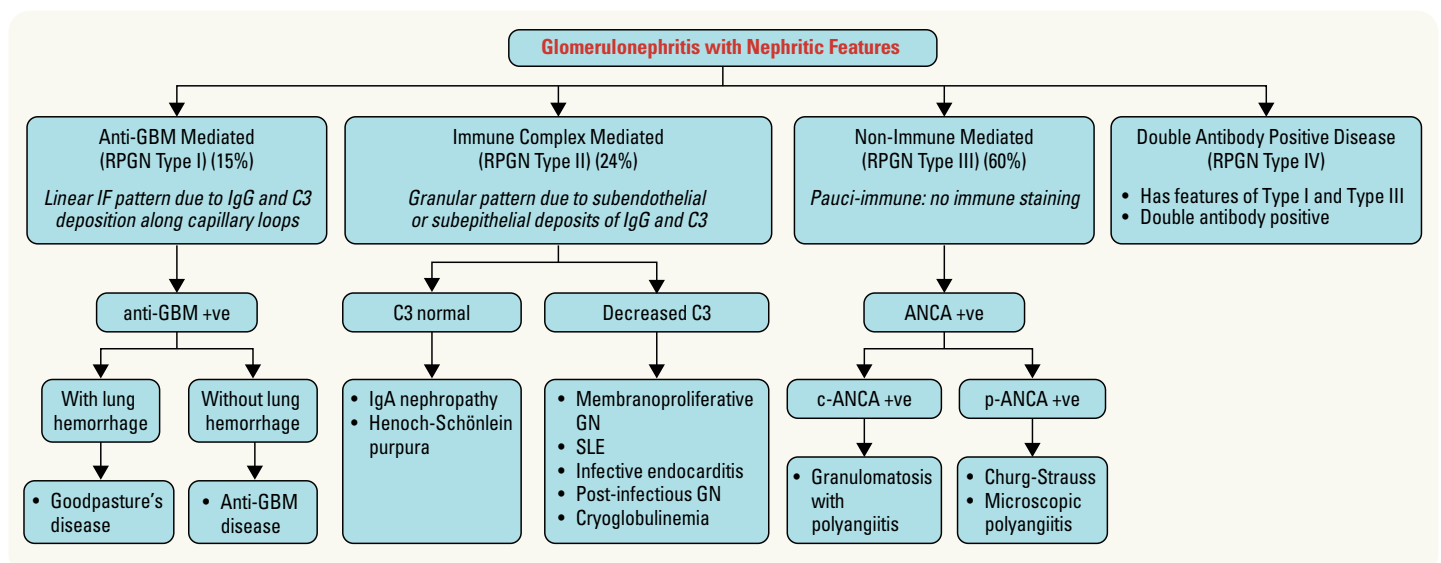 Glomerulonephritis with Nephritic Features
Anti-GBM Mediated
(RPGN Type I) (15%)
Linear IF pattern due to IgG and C3
deposition along capillary loops
Immune Complex Mediated
(RPGN Type II) (24%)
Granular pattern due to subendothelial
or subepithelial deposits of IgG and C3
Non-Immune Mediated
(RPGN Type III) (60%)
Pauci-immune: no immune staining
Double Antibody Positive Disease
(RPGN Type IV)
• Has features of Type I and Type III
• Double antibody positive
anti-GBM +ve
C3 normal
Decreased C3
ANCA +ve
With lung
hemorrhage
Without lung
hemorrhage
• IgA nephropathy
• Henoch-Schönlein
purpura
• Membranoproliferative
GN
• SLE
• Infective endocarditis
• Post-infectious GN
• Cryoglobulinemia
c-ANCA +ve
p-ANCA +ve
• Goodpasture's
disease
• Anti-GBM
disease
• Granulomatosis
with
polyangiitis
• Churg-Strauss
• Microscopic
polyangiitis